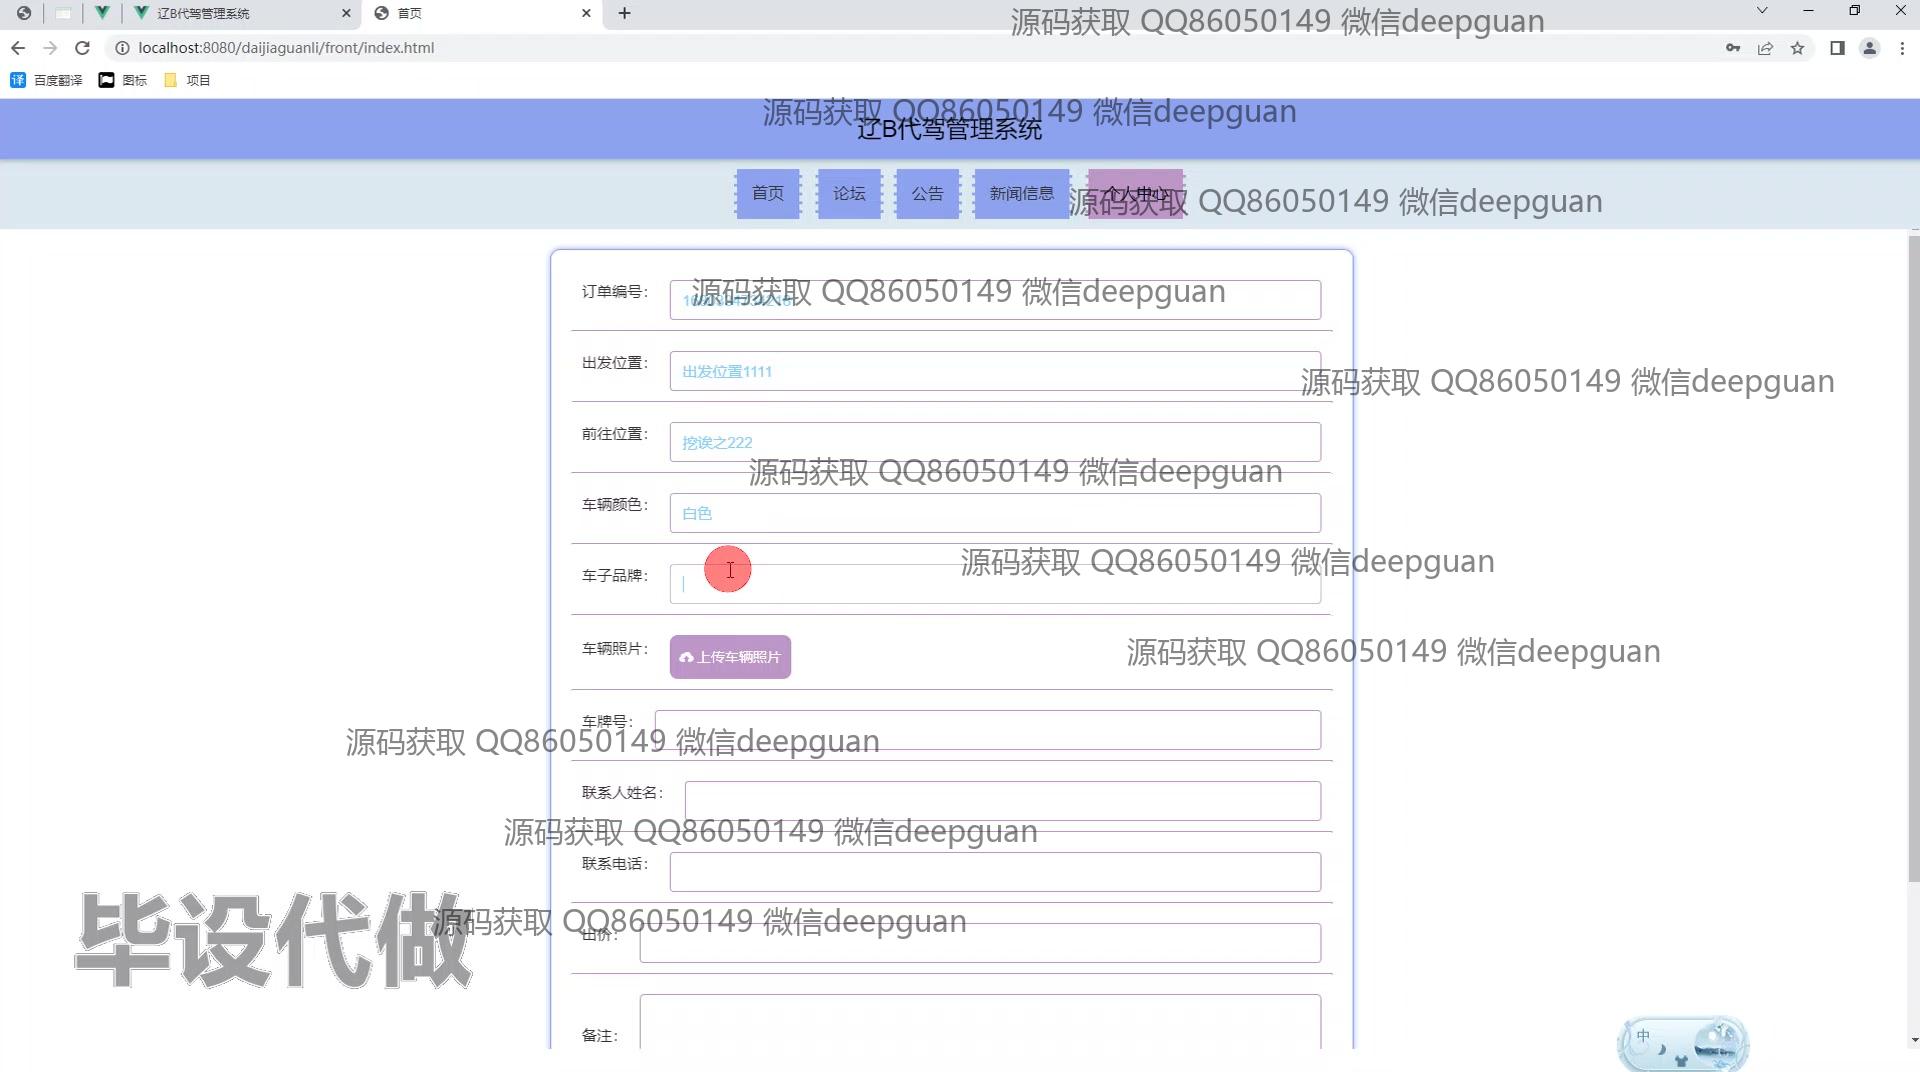 辽B代驾管理系统
首页
源码获取 QQ86050149 微信deepguan
localhost:8080/daijiaguanli/front/index.html
百度翻译
图标
项目
源码获取 QQ86050149 微信deepguan
辽B代驾管理系统
首页
论坛
公告
新闻信息
个人中心
源码获取 QQ86050149 微信deepguan
订单编号：
源码获取 QQ86050149 微信deepguan
出发位置：
出发位置1111
源码获取 QQ86050149 微信deepguan
前往位置：
挖诶之222
源码获取 QQ86050149 微信deepguan
车辆颜色：
白色
源码获取 QQ86050149 微信deepguan
车子品牌：
车辆照片：
上传车辆照片
源码获取 QQ86050149 微信deepguan
车牌号：
源码获取 QQ86050149 微信deepguan
联系人姓名：
源码获取 QQ86050149 微信deepguan
联系电话：
毕设代做
源码获取 QQ86050149 微信deepguan
出价：
备注：
中